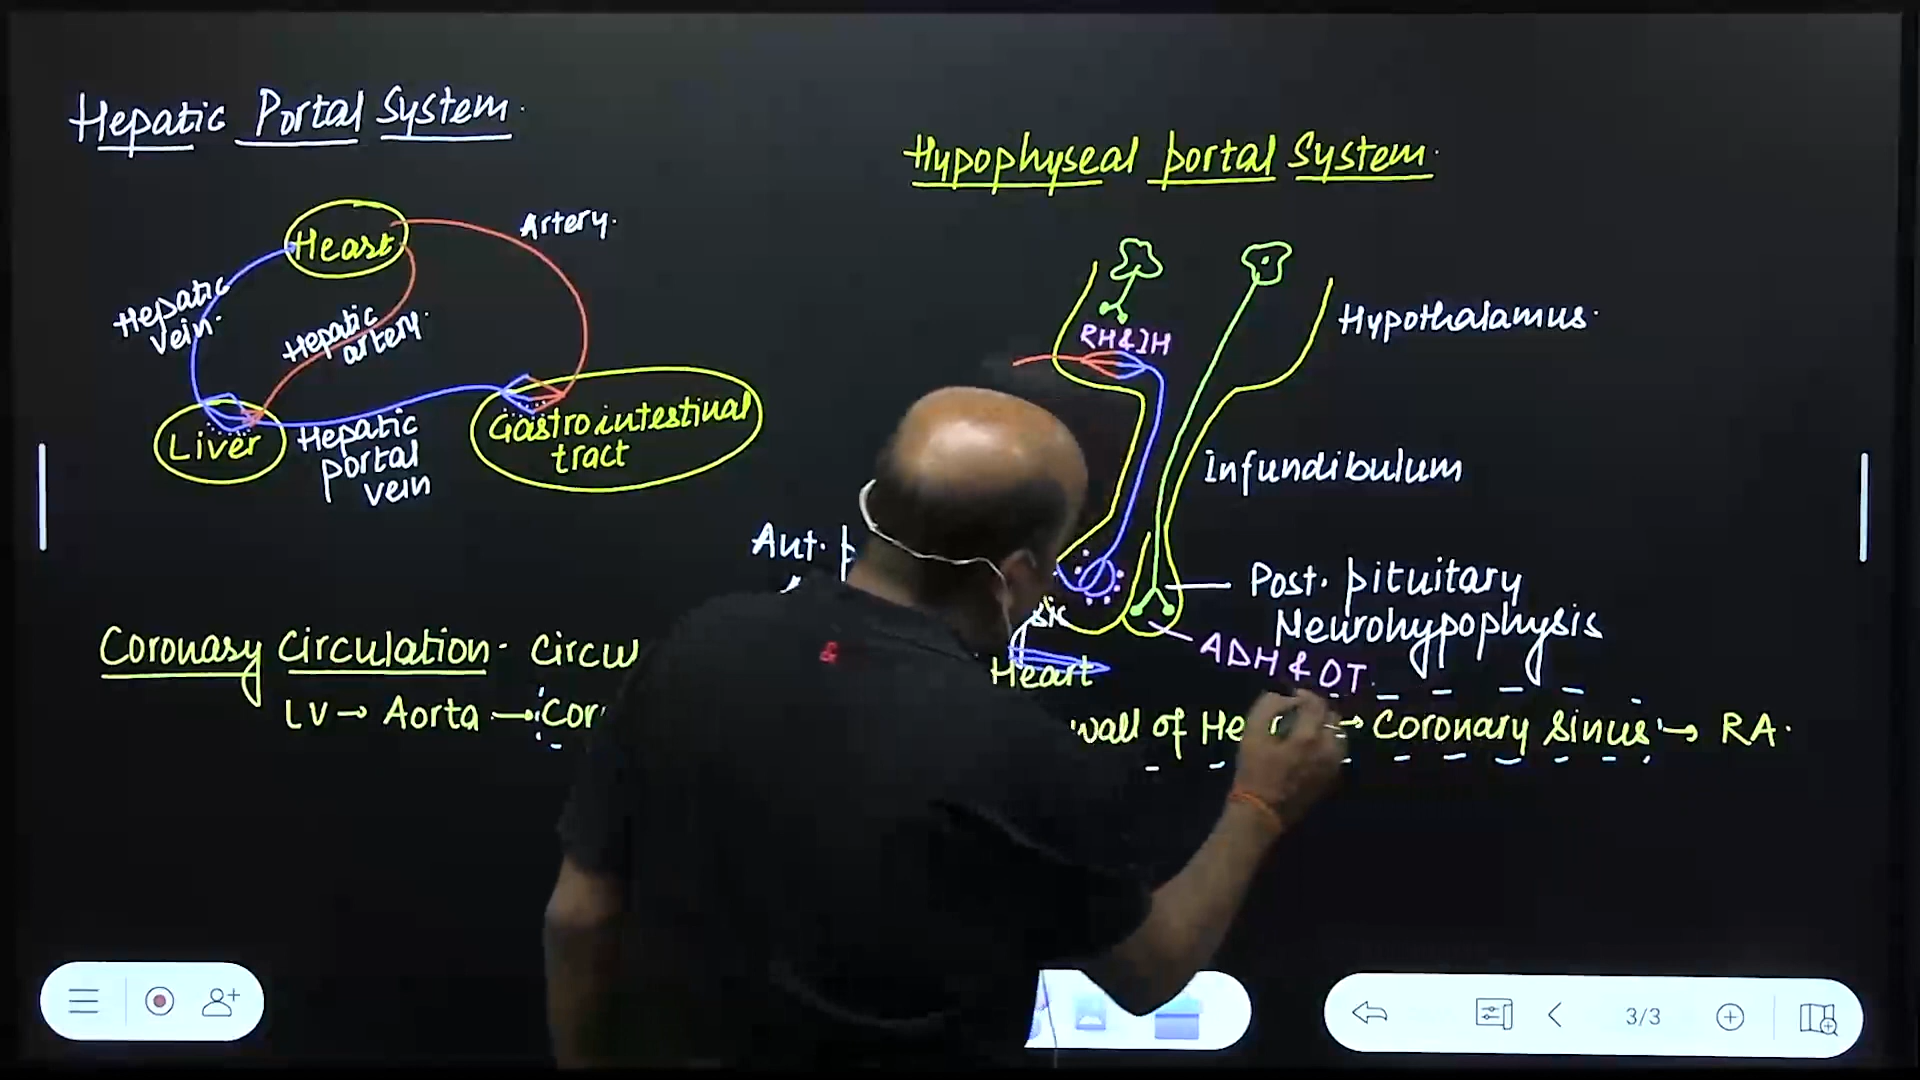 Hepatic Portal System.
Heart
Artery.
Hepatic
vein.
Hepatic
artery.
Liver
Hepatic
portal
vein
Gastrointestinal
tract
Hypophyseal portal System.
RH & IH
Hypothalamus.
Infundibulum
Ant. p
Post. pituitary
Neurohypophysis
ysis
ADH & OT.
Coronary Circulation. Circu
Heart
LV → Aorta → Cor
wall of He → Coronary Sinus → RA.
3/3